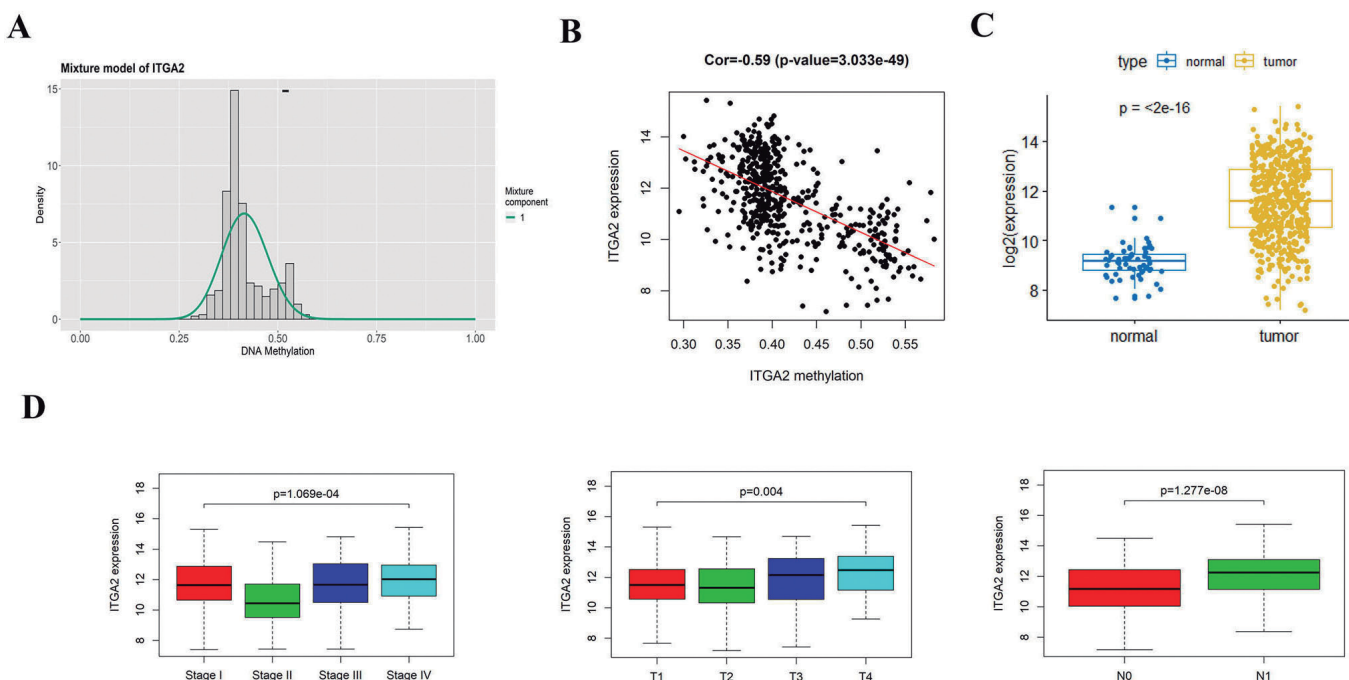 A
Mixture model of ITGA2
15
10
5
0
Density
0.00 0.25 0.50 0.75 1.00
DNA Methylation
Mixture
component
1
B
Cor=-0.59 (p-value=3.033e-49)
14
12
10
8
ITGA2 expression
0.30 0.35 0.40 0.45 0.50 0.55
ITGA2 methylation
C
type normal tumor
p = <2e-16
14
12
10
8
log2(expression)
normal tumor
D
18
16
14
12
10
8
ITGA2 expression
p=1.069e-04
Stage I Stage II Stage III Stage IV
18
16
14
12
10
8
ITGA2 expression
p=0.004
T1 T2 T3 T4
18
16
14
12
10
8
ITGA2 expression
p=1.277e-08
N0 N1